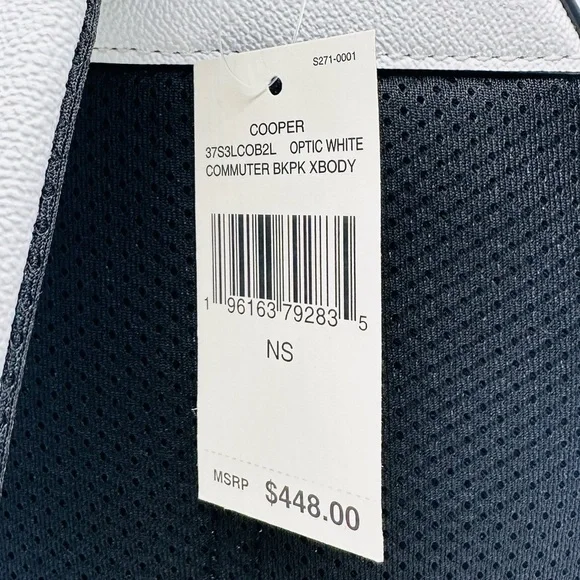 S271-0001
COOPER
37S3LCOB2L OPTIC WHITE
COMMUTER BKPK XBODY
1 96163 79283 5
NS
MSRP $448.00